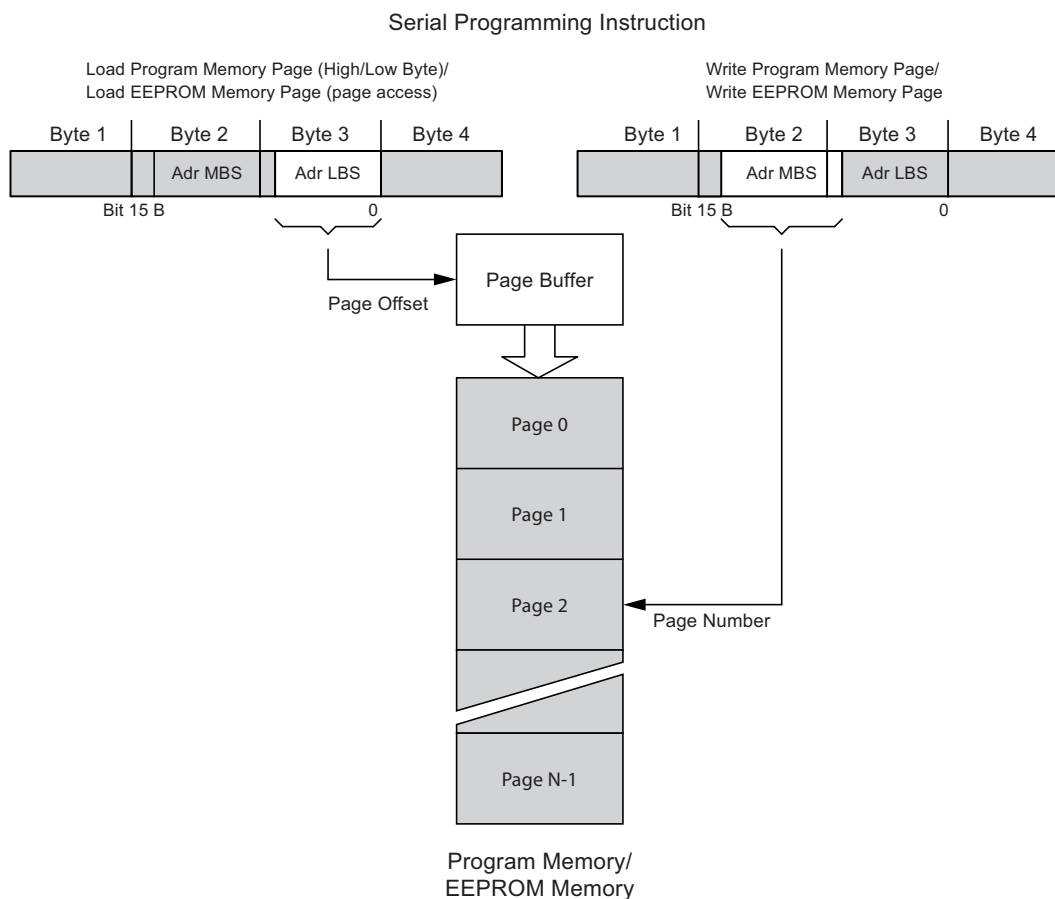 Serial Programming Instruction
Load Program Memory Page (High/Low Byte)/
Load EEPROM Memory Page (page access)
Byte 1 Byte 2 Byte 3 Byte 4
Adr MBS Adr LBS
Bit 15 B 0
Write Program Memory Page/
Write EEPROM Memory Page
Byte 1 Byte 2 Byte 3 Byte 4
Adr MBS Adr LBS
Bit 15 B 0
Page Offset
Page Buffer
Page 0
Page 1
Page 2
Page Number
Page N-1
Program Memory/
EEPROM Memory